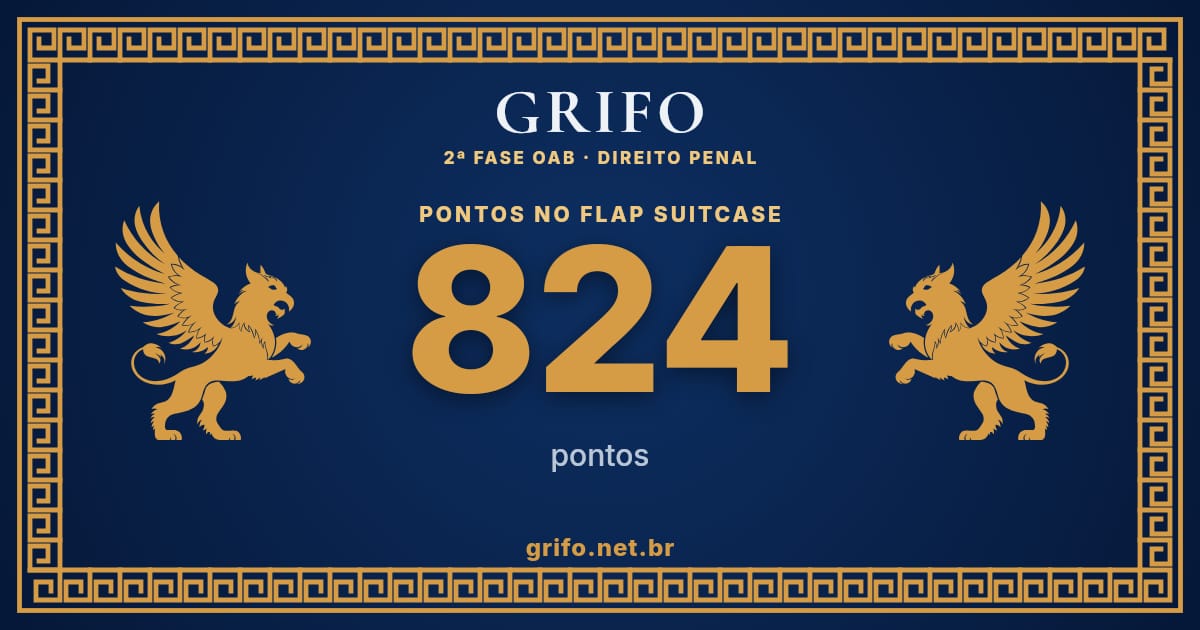 GRIFO
2ª FASE OAB · DIREITO PENAL
PONTOS NO FLAP SUITCASE
824
pontos
grifo.net.br